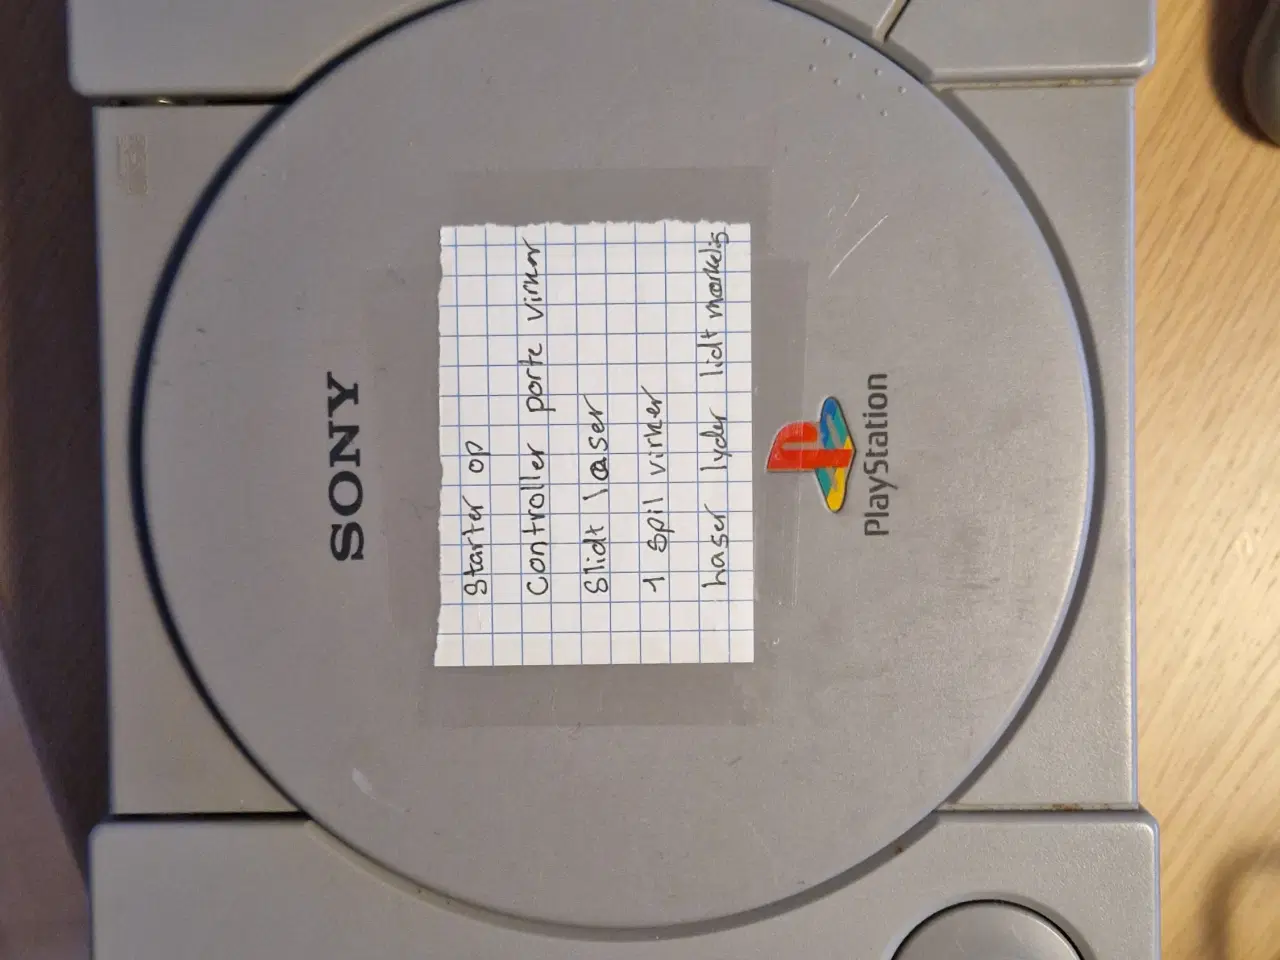 SONY
Starter op
Controller porte virker
Slidt laser
1 spil virker
Laser lyder lidt mærkelig
PlayStation